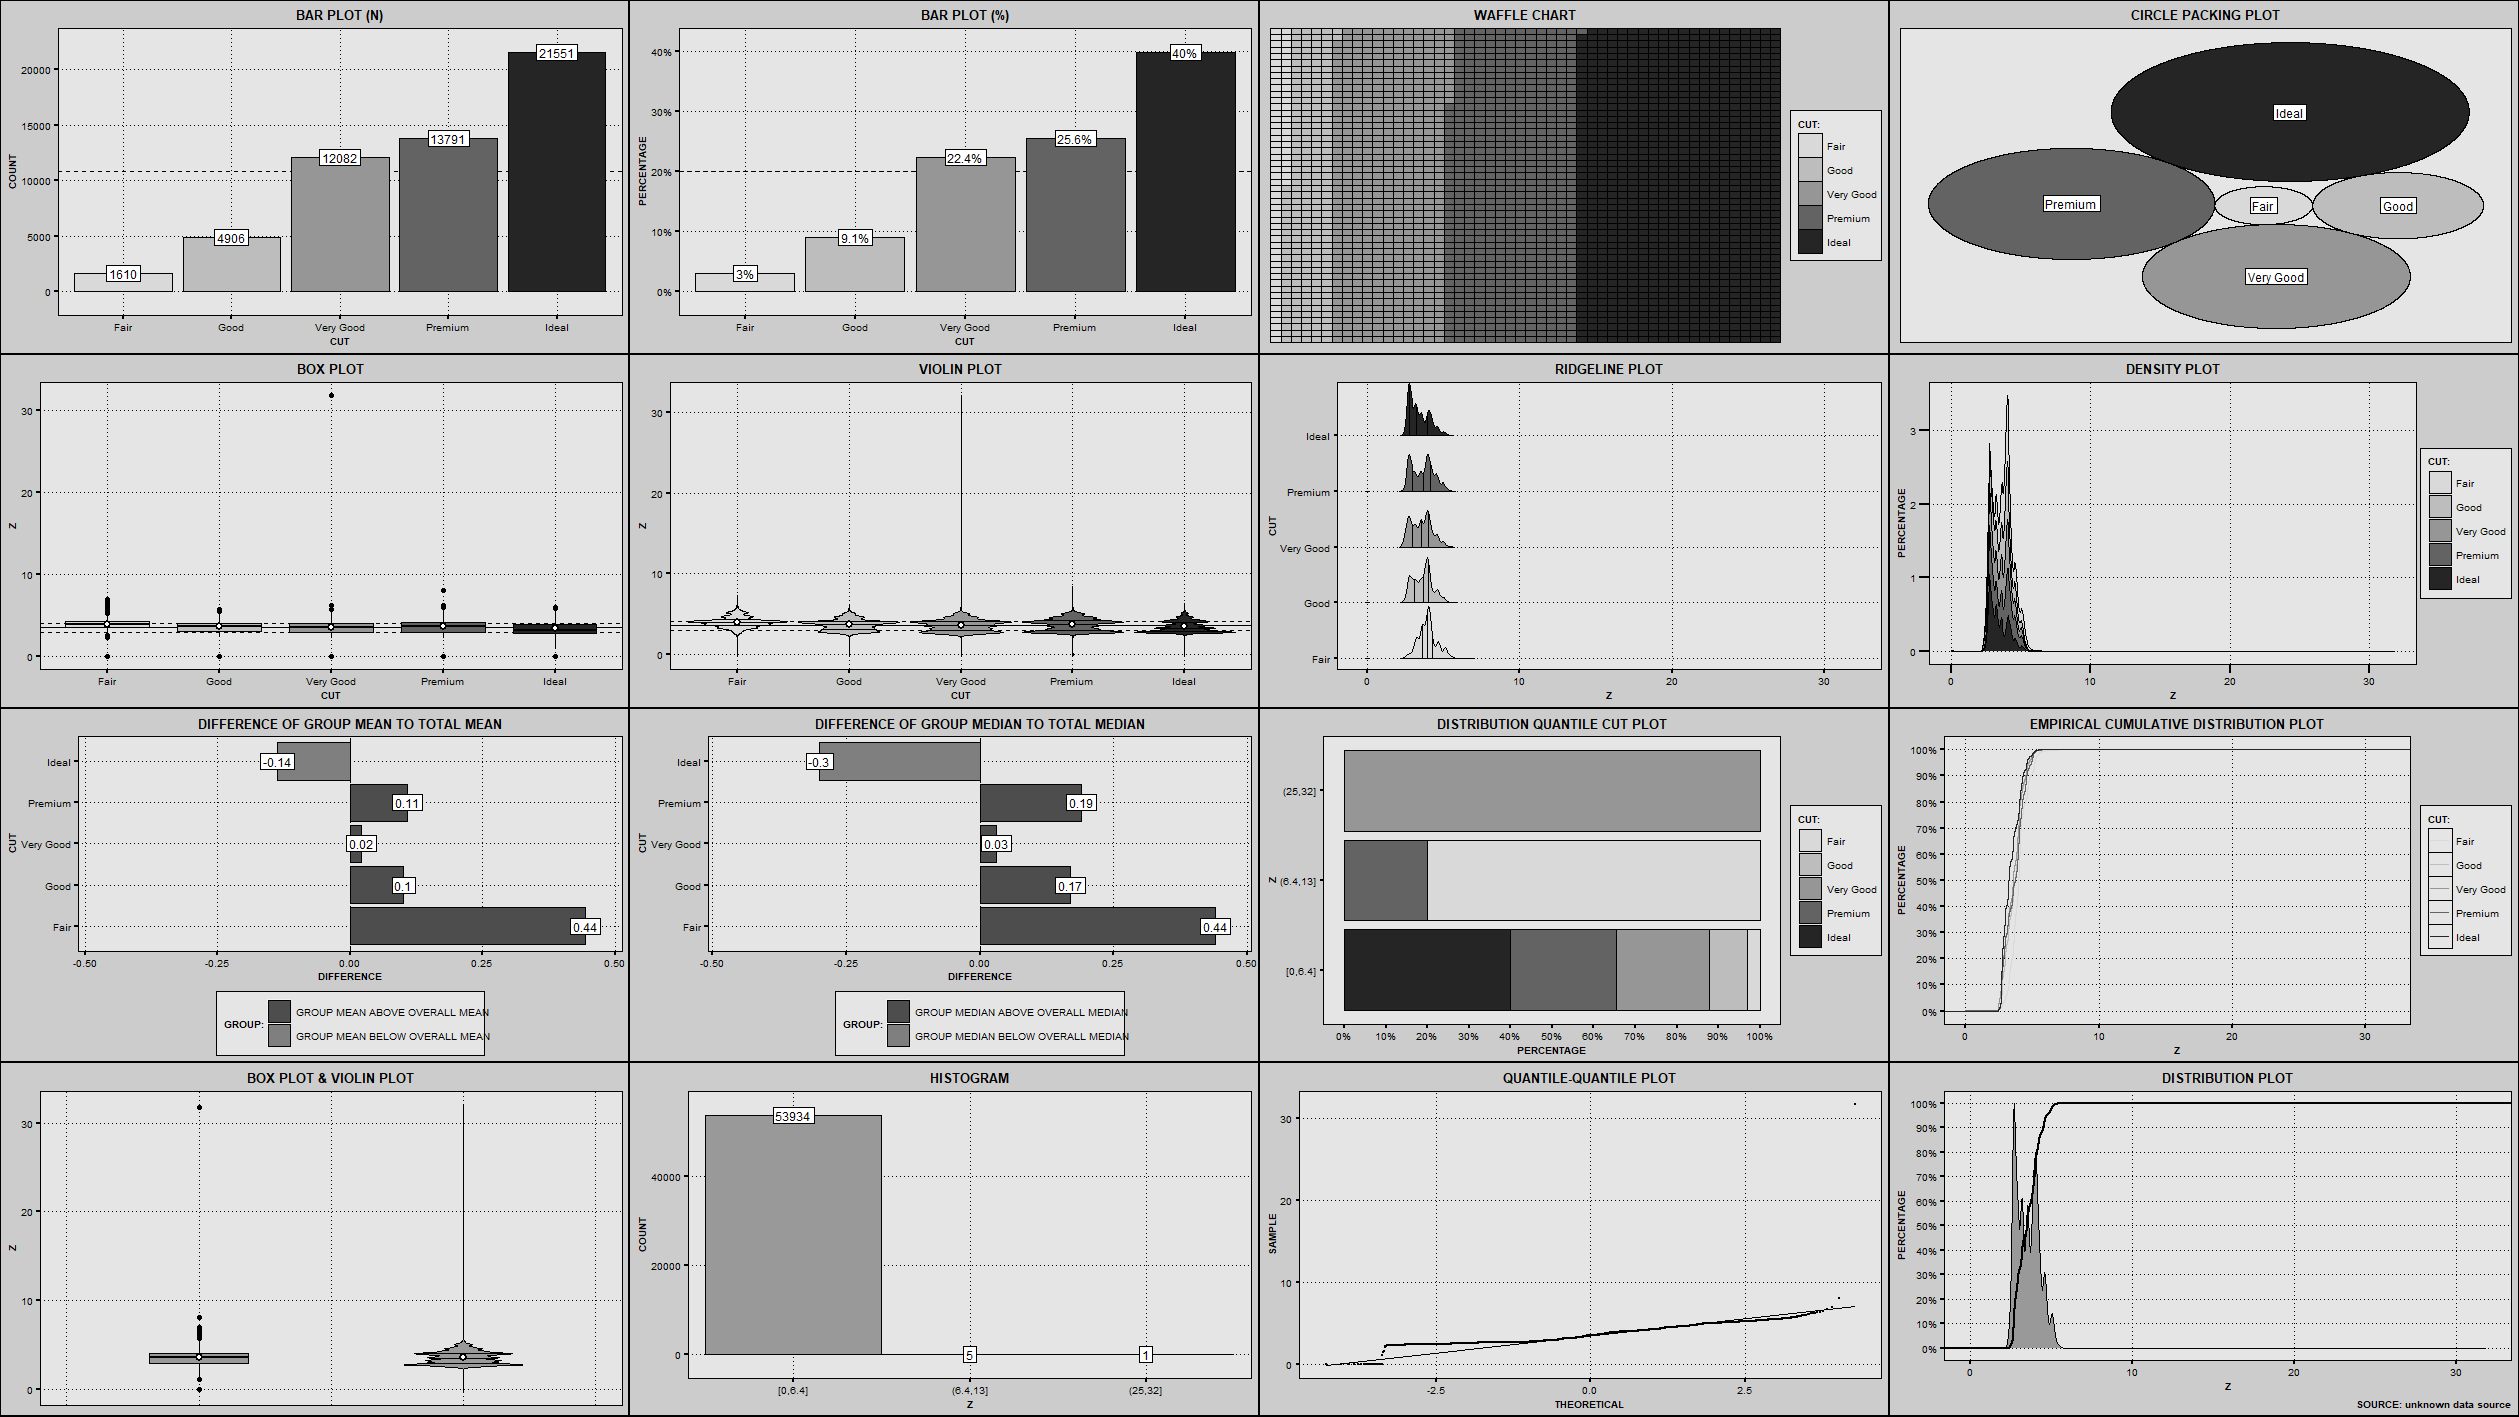 BAR PLOT (N)
COUNT
20000
15000
10000
5000
0
1610
4906
12082
13791
21551
Fair
Good
Very Good
Premium
Ideal
CUT
BAR PLOT (%)
PERCENTAGE
40%
30%
20%
10%
0%
3%
9.1%
22.4%
25.6%
40%
Fair
Good
Very Good
Premium
Ideal
CUT
WAFFLE CHART
CUT:
Fair
Good
Very Good
Premium
Ideal
CIRCLE PACKING PLOT
Ideal
Premium
Fair
Good
Very Good
BOX PLOT
Z
30
20
10
0
Fair
Good
Very Good
Premium
Ideal
CUT
VIOLIN PLOT
Z
30
20
10
0
Fair
Good
Very Good
Premium
Ideal
CUT
RIDGELINE PLOT
CUT
Ideal
Premium
Very Good
Good
Fair
0
10
20
30
Z
DENSITY PLOT
PERCENTAGE
3
2
1
0
0
10
20
30
Z
CUT:
Fair
Good
Very Good
Premium
Ideal
DIFFERENCE OF GROUP MEAN TO TOTAL MEAN
CUT
Ideal
Premium
Very Good
Good
Fair
-0.14
0.11
0.02
0.1
0.44
-0.50
-0.25
0.00
0.25
0.50
DIFFERENCE
GROUP:
GROUP MEAN ABOVE OVERALL MEAN
GROUP MEAN BELOW OVERALL MEAN
DIFFERENCE OF GROUP MEDIAN TO TOTAL MEDIAN
CUT
Ideal
Premium
Very Good
Good
Fair
-0.3
0.19
0.03
0.17
0.44
-0.50
-0.25
0.00
0.25
0.50
DIFFERENCE
GROUP:
GROUP MEDIAN ABOVE OVERALL MEDIAN
GROUP MEDIAN BELOW OVERALL MEDIAN
DISTRIBUTION QUANTILE CUT PLOT
Z
(25,32]
(6.4,13]
[0,6.4]
0%
10%
20%
30%
40%
50%
60%
70%
80%
90%
100%
PERCENTAGE
CUT:
Fair
Good
Very Good
Premium
Ideal
EMPIRICAL CUMULATIVE DISTRIBUTION PLOT
PERCENTAGE
100%
90%
80%
70%
60%
50%
40%
30%
20%
10%
0%
0
10
20
30
Z
CUT:
Fair
Good
Very Good
Premium
Ideal
BOX PLOT & VIOLIN PLOT
Z
30
20
10
0
HISTOGRAM
COUNT
40000
20000
0
53934
5
1
[0,6.4]
(6.4,13]
(25,32]
Z
QUANTILE-QUANTILE PLOT
SAMPLE
30
20
10
0
-2.5
0.0
2.5
THEORETICAL
DISTRIBUTION PLOT
PERCENTAGE
100%
90%
80%
70%
60%
50%
40%
30%
20%
10%
0%
0
10
20
30
Z
SOURCE: unknown data source